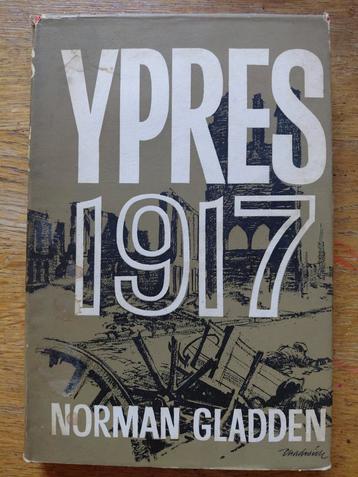 YPRES
1917
NORMAN GLADDEN